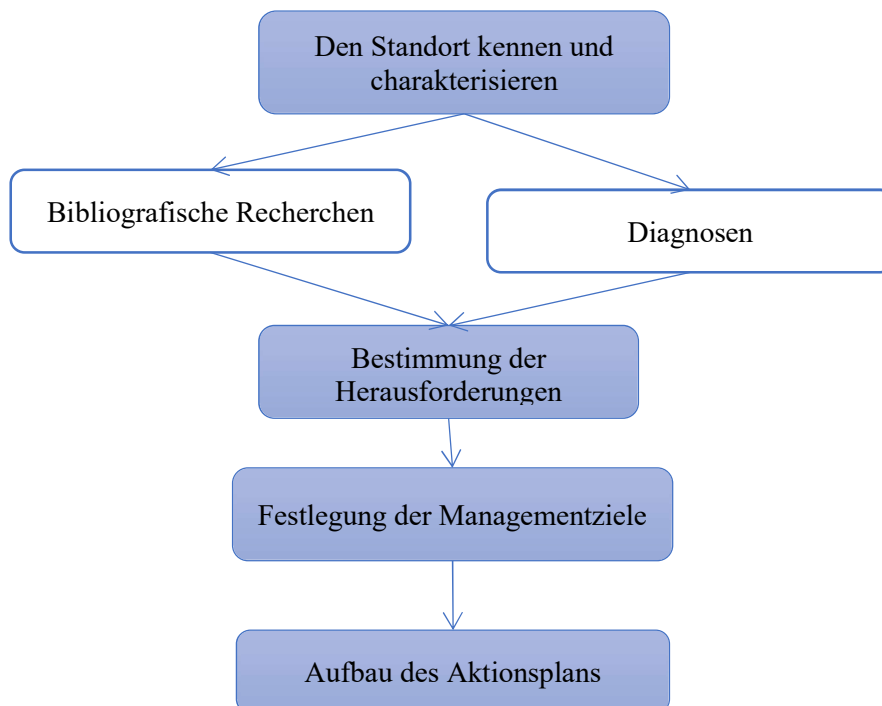 Den Standort kennen und
charakterisieren
Bibliografische Recherchen
Diagnosen
Bestimmung der
Herausforderungen
Festlegung der Managementziele
Aufbau des Aktionsplans